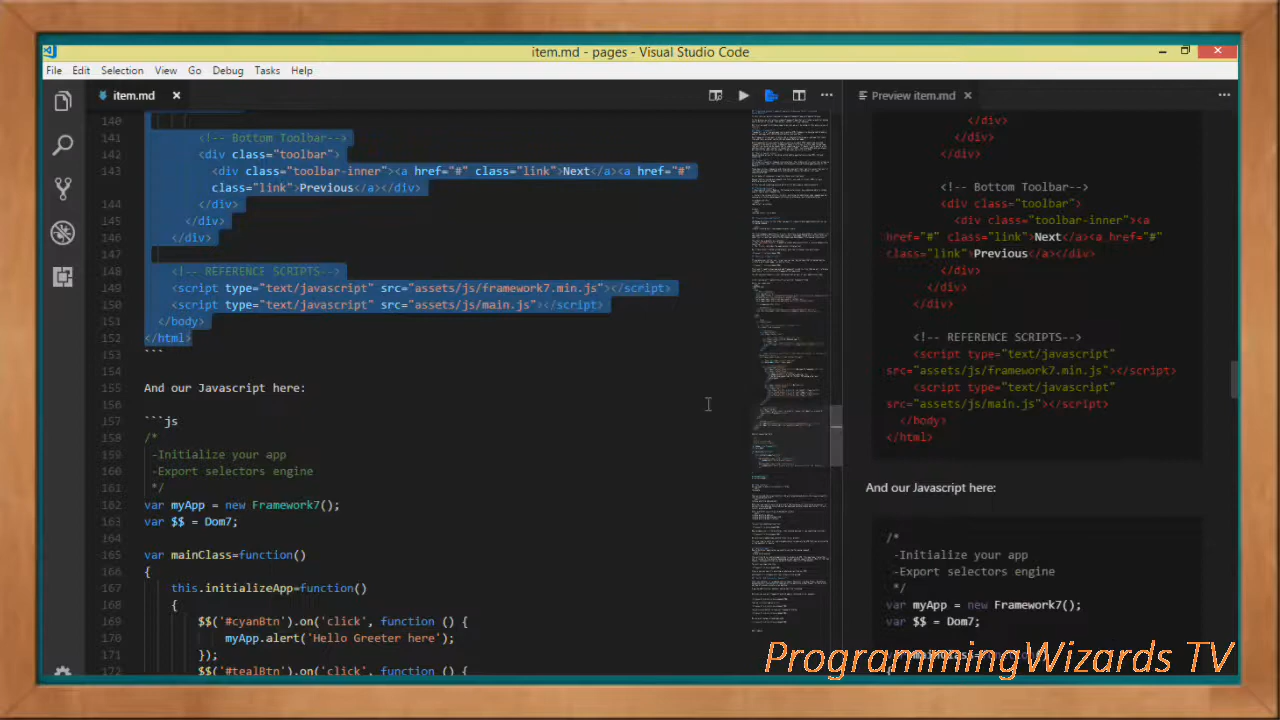 item.md - pages - Visual Studio Code
File Edit Selection View Go Debug Tasks Help
item.md
Preview item.md
140
141 <!-- Bottom Toolbar-->
142 <div class="toolbar">
143 <div class="toolbar-inner"><a href="#" class="link">Next</a><a href="#"
class="link">Previous</a></div>
144 </div>
145 </div>
146 </div>
147
148 <!-- REFERENCE SCRIPTS-->
149 <script type="text/javascript" src="assets/js/framework7.min.js"></script>
150 <script type="text/javascript" src="assets/js/main.js"></script>
151 </body>
152 </html>
153 ```
154
155 And our Javascript here:
156
157 ```js
158 /*
159 -Initialize your app
160 -Export selectors engine
161 */
162 var myApp = new Framework7();
163 var $$ = Dom7;
164
165 var mainClass=function()
166 {
167 this.initializeApp=function()
168 {
169 $$('#cyanBtn').on('click', function () {
170 myApp.alert('Hello Greeter here');
171 });
172 $$('#tealBtn').on('click', function () {
</div>
</div>
</div>
<!-- Bottom Toolbar-->
<div class="toolbar">
<div class="toolbar-inner"><a
href="#" class="link">Next</a><a href="#"
class="link">Previous</a></div>
</div>
</div>
</div>
<!-- REFERENCE SCRIPTS-->
<script type="text/javascript"
src="assets/js/framework7.min.js"></script>
<script type="text/javascript"
src="assets/js/main.js"></script>
</body>
</html>
And our Javascript here:
/*
-Initialize your app
-Export selectors engine
*/
var myApp = new Framework7();
var $$ = Dom7;
ProgrammingWizards TV